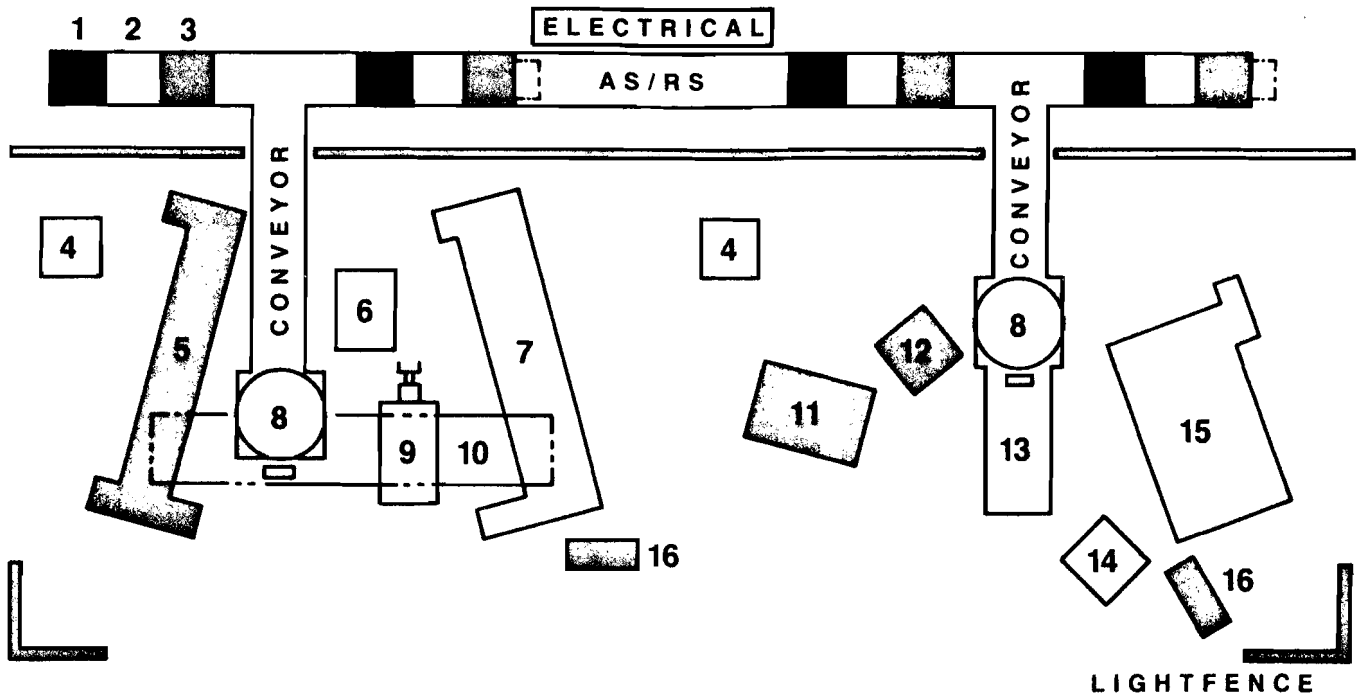 ELECTRICAL
1 2 3
AS/RS
CONVEYOR
CONVEYOR
4
4
5
6
7
8
8
12
11
9
10
13
15
14
16
16
LIGHTFENCE